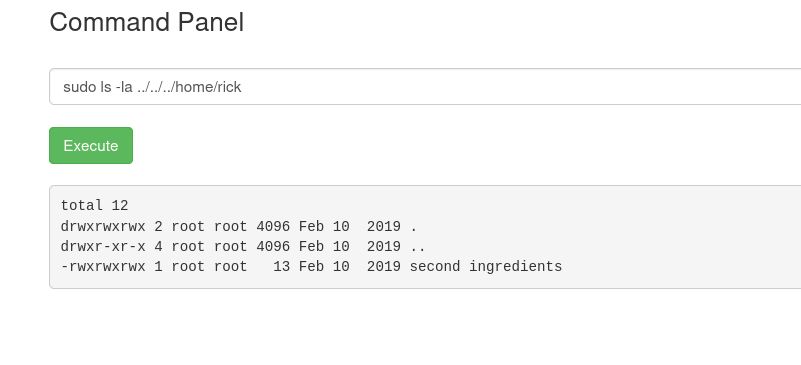 Command Panel
sudo ls -la ../../../home/rick
Execute
total 12
drwxrwxrwx 2 root root 4096 Feb 10  2019 .
drwxr-xr-x 4 root root 4096 Feb 10  2019 ..
-rwxrwxrwx 1 root root   13 Feb 10  2019 second ingredients